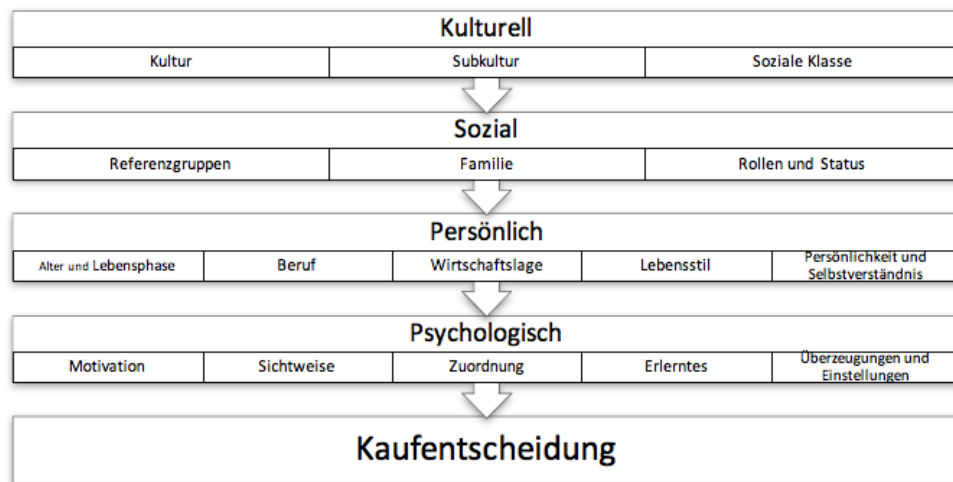 Kulturell
Kultur
Subkultur
Soziale Klasse
Sozial
Referenzgruppen
Familie
Rollen und Status
Persönlich
Alter und Lebensphase
Beruf
Wirtschaftslage
Lebensstil
Persönlichkeit und
Selbstverständnis
Psychologisch
Motivation
Sichtweise
Zuordnung
Erlerntes
Überzeugungen und
Einstellungen
Kaufentscheidung